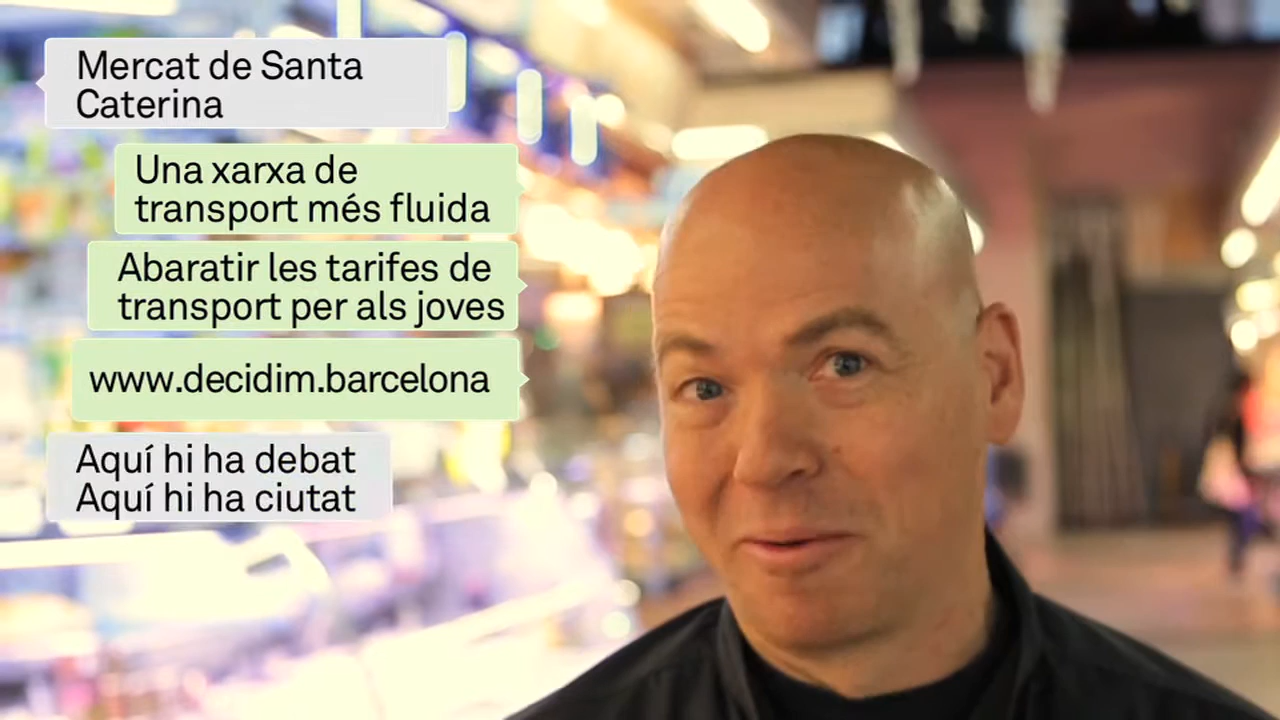 Mercat de Santa
Caterina
Una xarxa de
transport més fluida
Abaratir les tarifes de
transport per als joves
www.decidim.barcelona
Aquí hi ha debat
Aquí hi ha ciutat